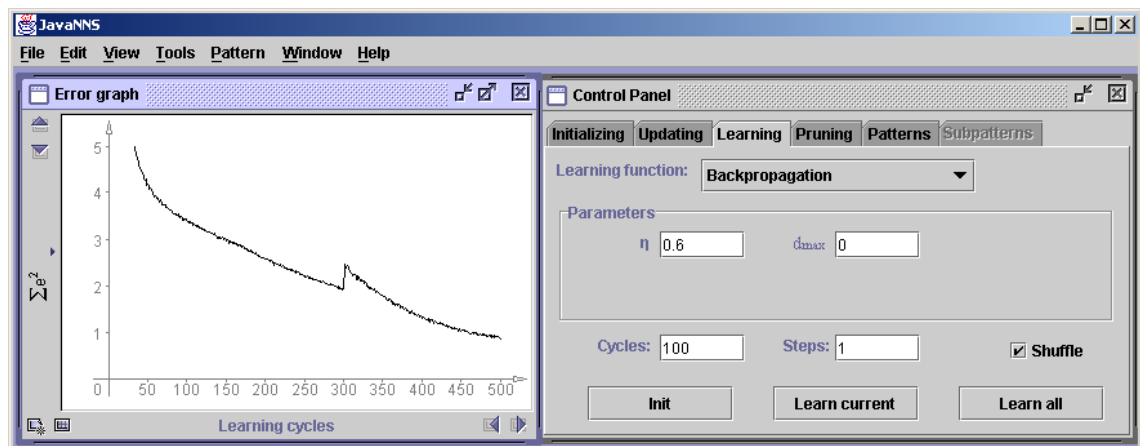 JavaNNS
File Edit View Tools Pattern Window Help
Error graph
5
4
3
2
1
0 50 100 150 200 250 300 350 400 450 500
Σe²
Learning cycles
Control Panel
Initializing Updating Learning Pruning Patterns Subpatterns
Learning function: Backpropagation
Parameters
η 0.6 dmax 0
Cycles: 100 Steps: 1 Shuffle
Init Learn current Learn all